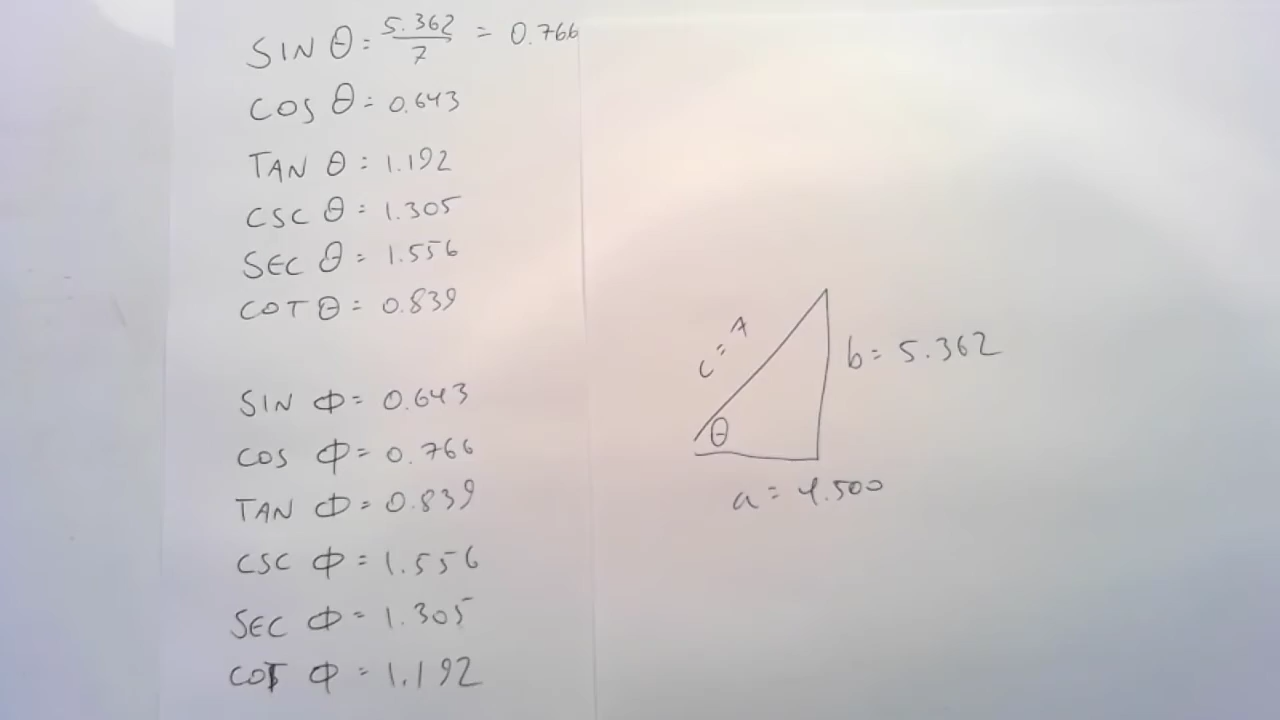 SIN θ = 5.362/7 = 0.766
COS θ = 0.643
TAN θ = 1.192
CSC θ = 1.305
SEC θ = 1.556
COT θ = 0.839
SIN Φ = 0.643
COS Φ = 0.766
TAN Φ = 0.839
CSC Φ = 1.556
SEC Φ = 1.305
COT Φ = 1.192
c = 7
b = 5.362
θ
a = 4.500